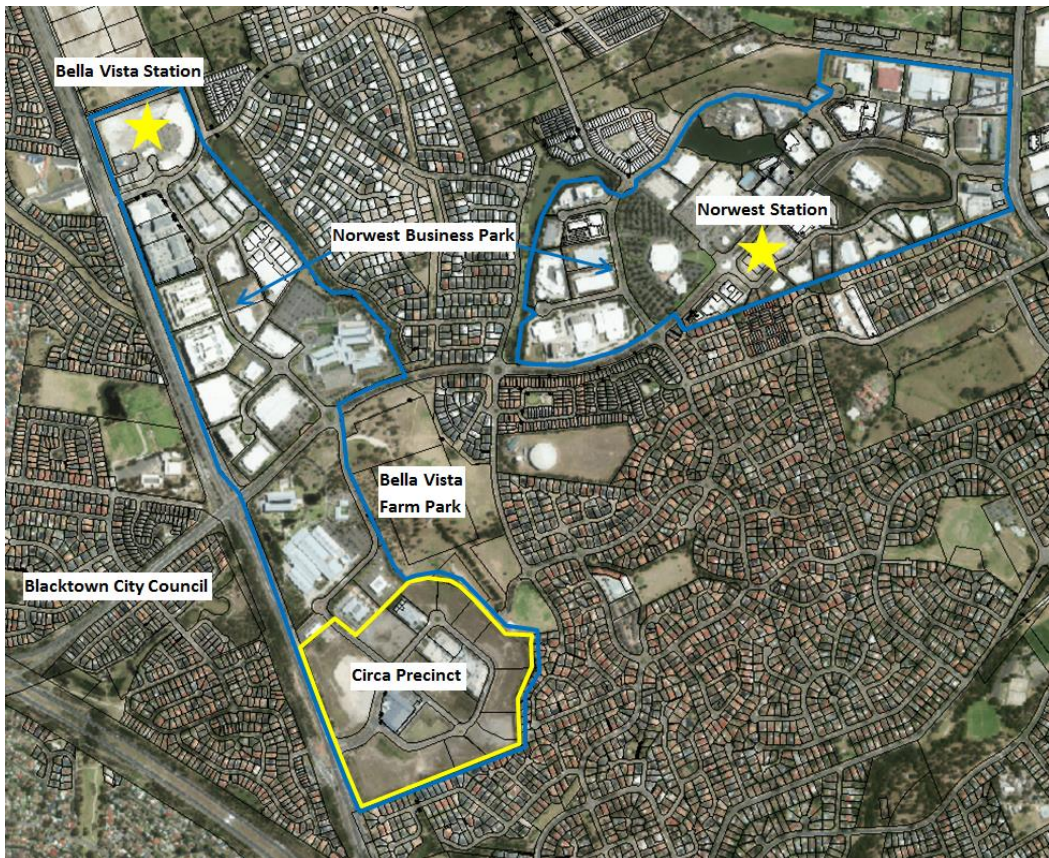 Bella Vista Station
Norwest Station
Norwest Business Park
Bella Vista
Farm Park
Blacktown City Council
Circa Precinct